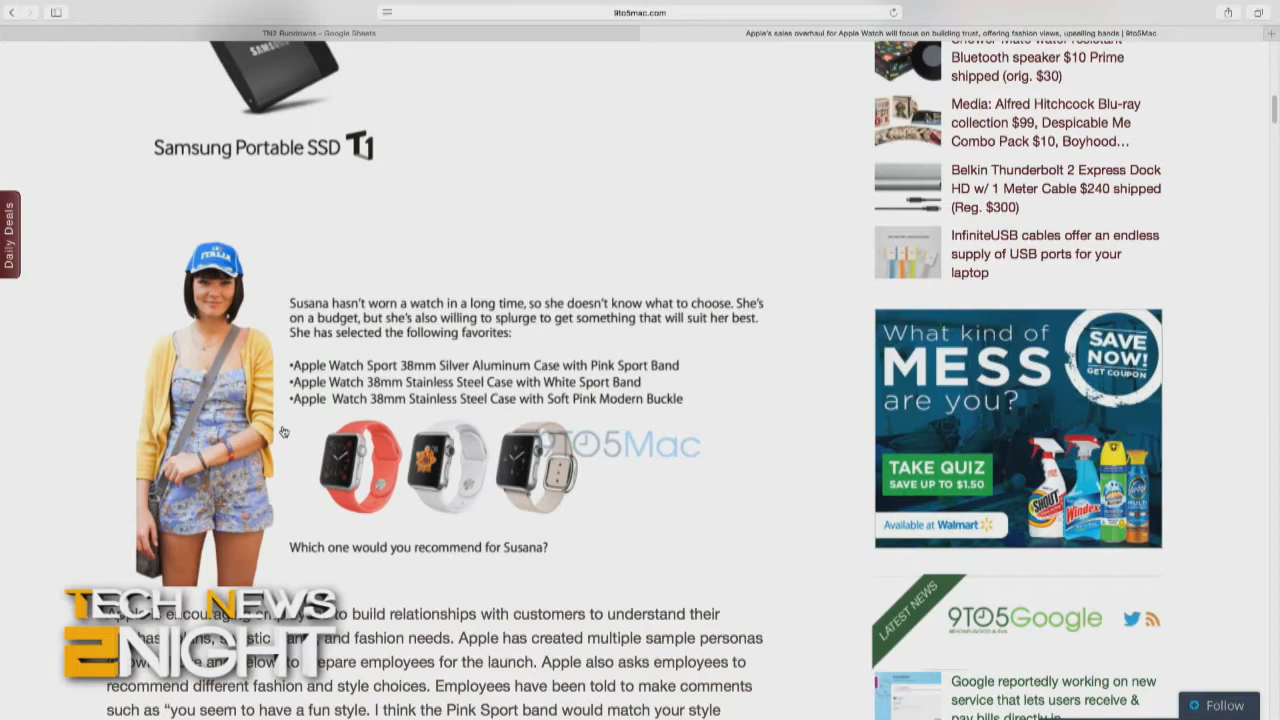 9to5mac.com
TN2 Rundowns - Google Sheets
Apple's sales overhaul for Apple Watch will focus on building trust, offering fashion views, upselling bands | 9to5Mac
Samsung Portable SSD T1
Daily Deals
Bluetooth speaker $10 Prime
shipped (orig. $30)
Media: Alfred Hitchcock Blu-ray
collection $99, Despicable Me
Combo Pack $10, Boyhood…
Belkin Thunderbolt 2 Express Dock
HD w/ 1 Meter Cable $240 shipped
(Reg. $300)
InfiniteUSB cables offer an endless
supply of USB ports for your
laptop
ITALIA
Susana hasn't worn a watch in a long time, so she doesn't know what to choose. She's
on a budget, but she's also willing to splurge to get something that will suit her best.
She has selected the following favorites:
•Apple Watch Sport 38mm Silver Aluminum Case with Pink Sport Band
•Apple Watch 38mm Stainless Steel Case with White Sport Band
•Apple Watch 38mm Stainless Steel Case with Soft Pink Modern Buckle
9TO5Mac
Which one would you recommend for Susana?
What kind of
MESS
are you?
SAVE
NOW!
GET COUPON
TAKE QUIZ
SAVE UP TO $1.50
Available at Walmart
SHOUT
Windex
TECH NEWS
2NIGHT
to build relationships with customers to understand their
and fashion needs. Apple has created multiple sample personas
prepare employees for the launch. Apple also asks employees to
recommend different fashion and style choices. Employees have been told to make comments
such as “you seem to have a fun style. I think the Pink Sport band would match your style
LATEST NEWS
9TO5Google
Google reportedly working on new
service that lets users receive &
pay bills directly in
Follow